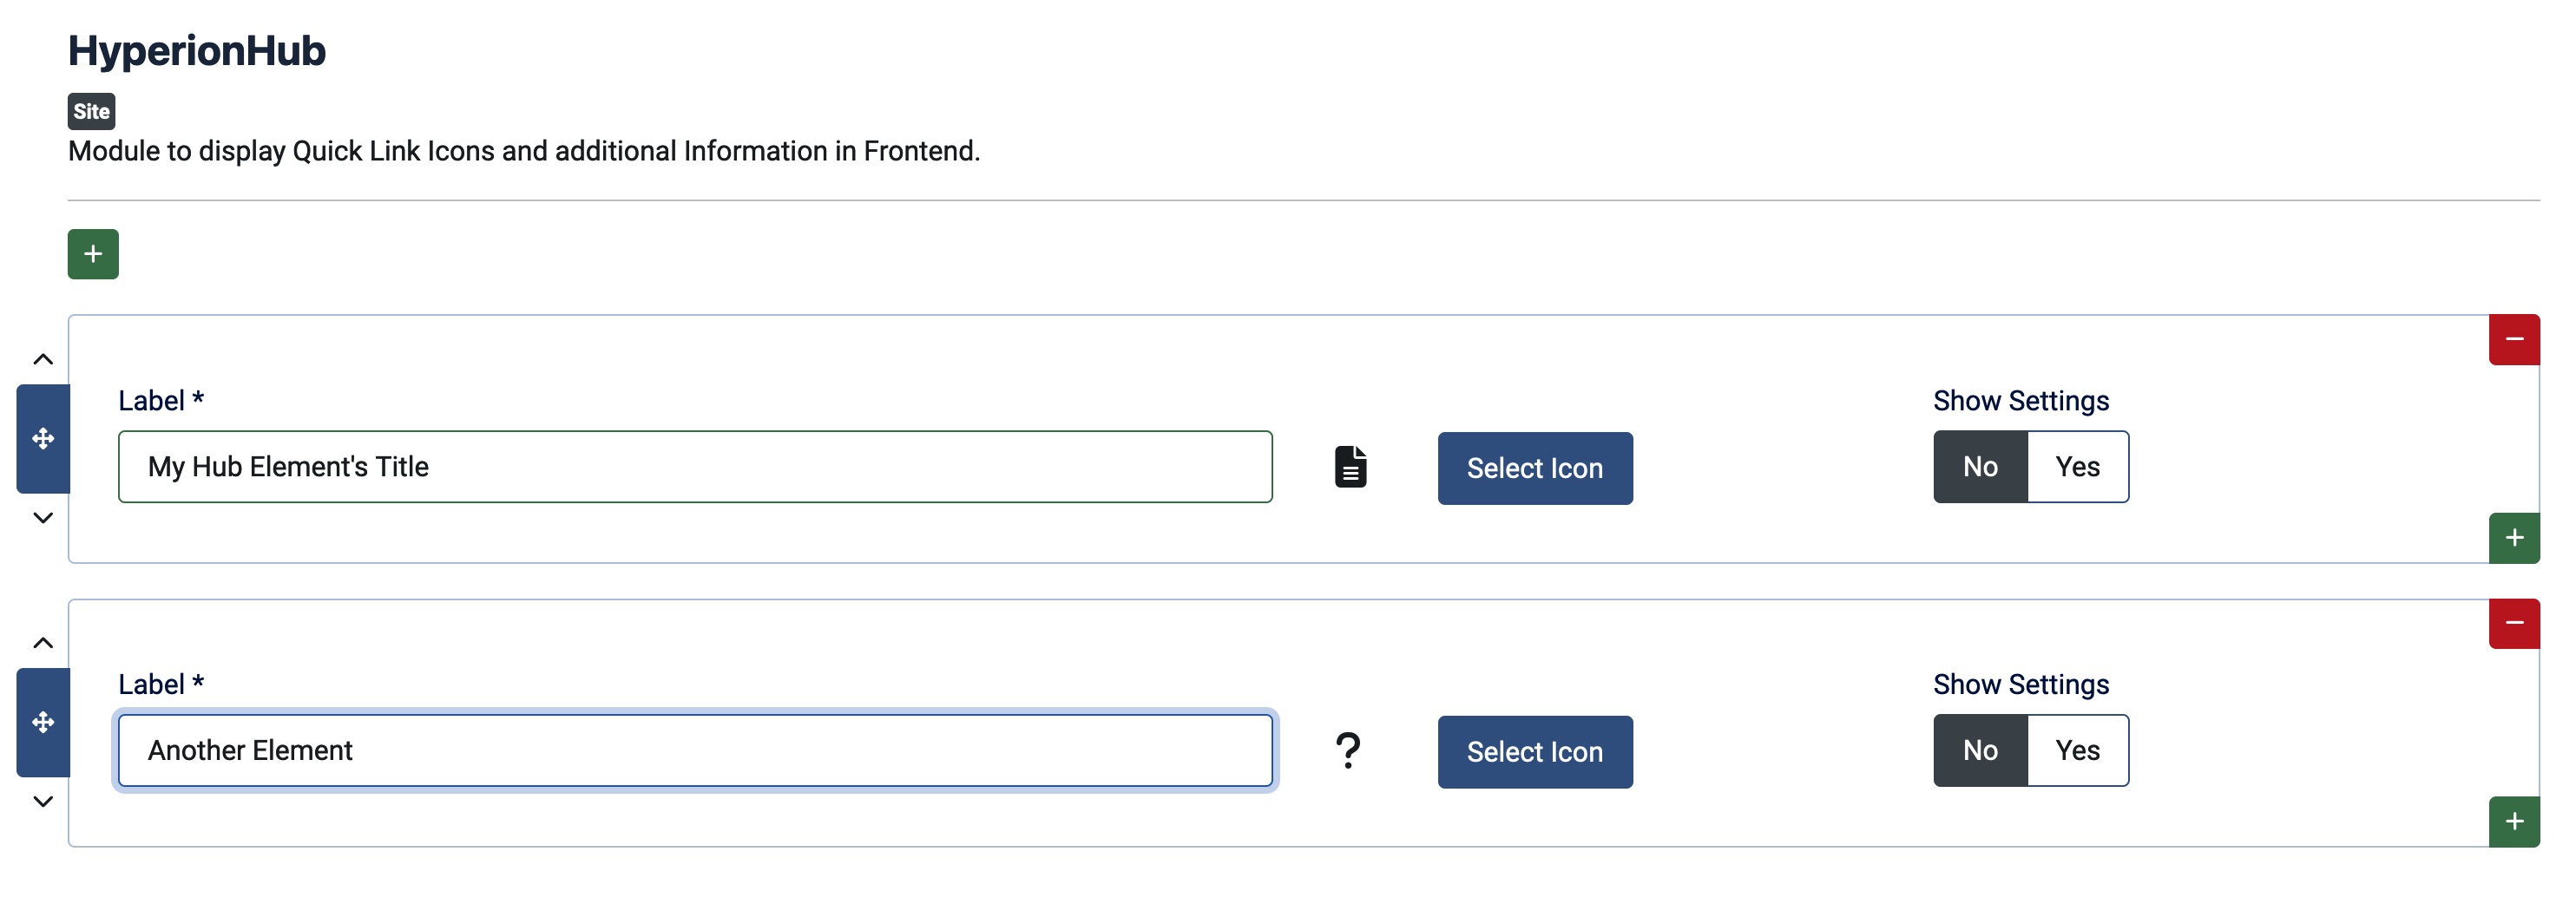 HyperionHub
Site
Module to display Quick Link Icons and additional Information in Frontend.
Label *
My Hub Element's Title
Select Icon
Show Settings
No Yes
Label *
Another Element
?
Select Icon
Show Settings
No Yes